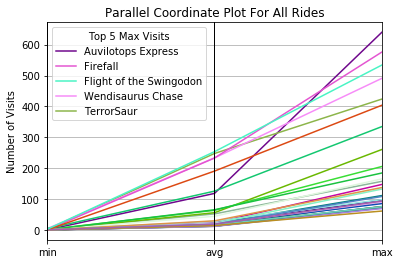 Parallel Coordinate Plot For All Rides
Number of Visits
600
500
400
300
200
100
0
Top 5 Max Visits
Auvilotops Express
Firefall
Flight of the Swingodon
Wendisaurus Chase
TerrorSaur
min
avg
max